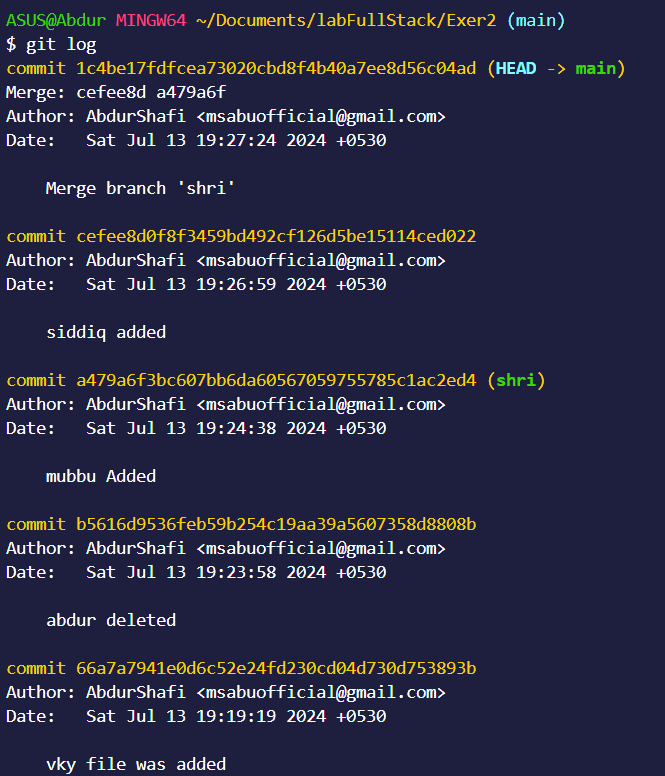 ASUS@Abdur MINGW64 ~/Documents/labFullStack/Exer2 (main)
$ git log
commit 1c4be17fdfcea73020cbd8f4b40a7ee8d56c04ad (HEAD -> main)
Merge: cefee8d a479a6f
Author: AbdurShafi <msabuofficial@gmail.com>
Date:   Sat Jul 13 19:27:24 2024 +0530
    Merge branch 'shri'
commit cefee8d0f8f3459bd492cf126d5be15114ced022
Author: AbdurShafi <msabuofficial@gmail.com>
Date:   Sat Jul 13 19:26:59 2024 +0530
    siddiq added
commit a479a6f3bc607bb6da60567059755785c1ac2ed4 (shri)
Author: AbdurShafi <msabuofficial@gmail.com>
Date:   Sat Jul 13 19:24:38 2024 +0530
    mubbu Added
commit b5616d9536feb59b254c19aa39a5607358d8808b
Author: AbdurShafi <msabuofficial@gmail.com>
Date:   Sat Jul 13 19:23:58 2024 +0530
    abdur deleted
commit 66a7a7941e0d6c52e24fd230cd04d730d753893b
Author: AbdurShafi <msabuofficial@gmail.com>
Date:   Sat Jul 13 19:19:19 2024 +0530
    vky file was added